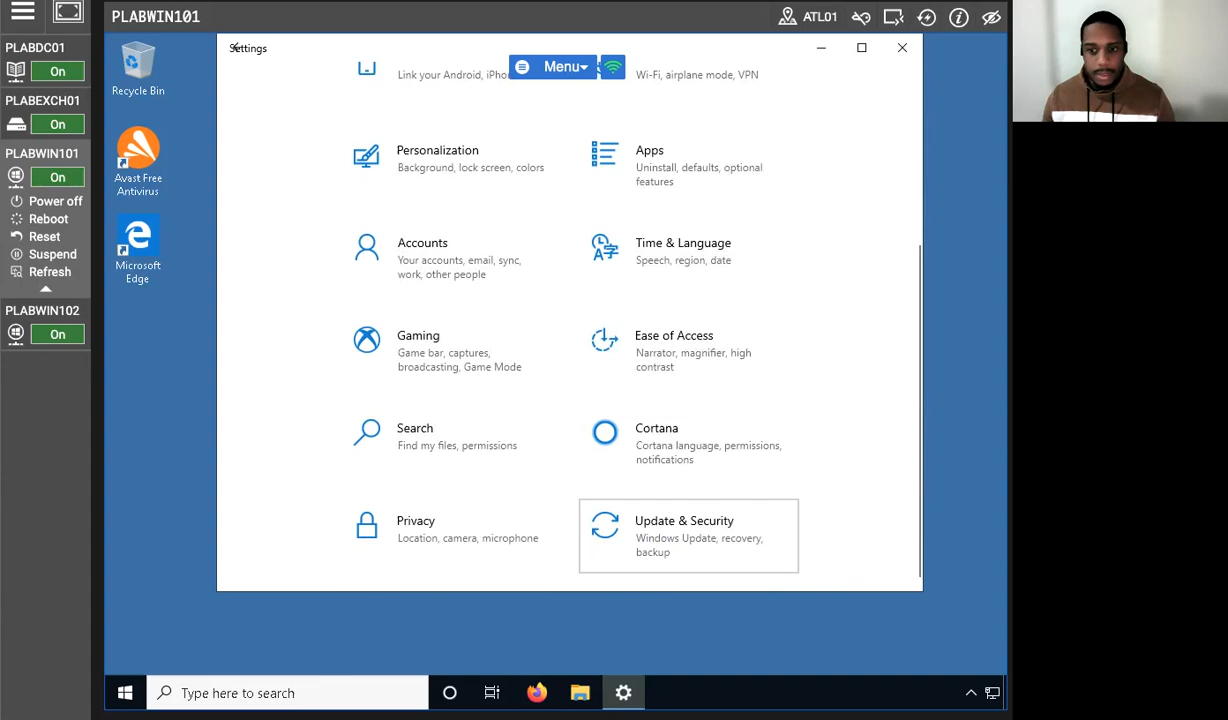 PLABWIN101
ATL01
PLABDC01
On
PLABEXCH01
On
PLABWIN101
On
Power off
Reboot
Reset
Suspend
Refresh
PLABWIN102
On
Recycle Bin
Avast Free
Antivirus
Microsoft
Edge
Settings
Menu
Link your Android, iPho
Wi-Fi, airplane mode, VPN
Personalization
Background, lock screen, colors
Apps
Uninstall, defaults, optional
features
Accounts
Your accounts, email, sync,
work, other people
Time & Language
Speech, region, date
Gaming
Game bar, captures,
broadcasting, Game Mode
Ease of Access
Narrator, magnifier, high
contrast
Search
Find my files, permissions
Cortana
Cortana language, permissions,
notifications
Privacy
Location, camera, microphone
Update & Security
Windows Update, recovery,
backup
Type here to search